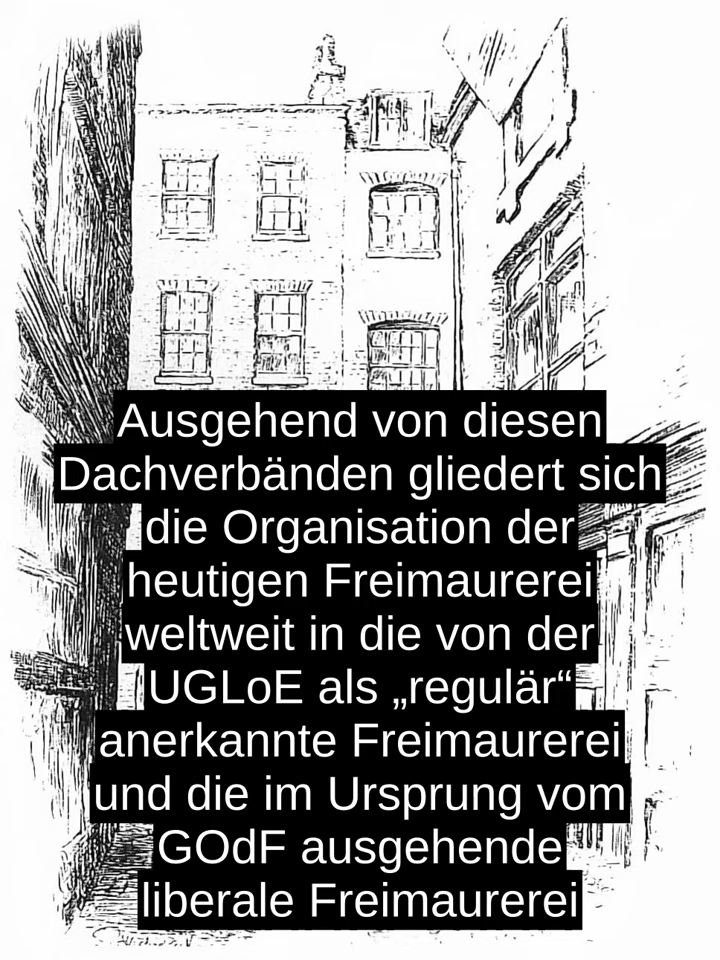 Ausgehend von diesen
Dachverbänden gliedert sich
die Organisation der
heutigen Freimaurerei
weltweit in die von der
UGLoE als „regulär“
anerkannte Freimaurerei
und die im Ursprung vom
GOdF ausgehende
liberale Freimaurerei